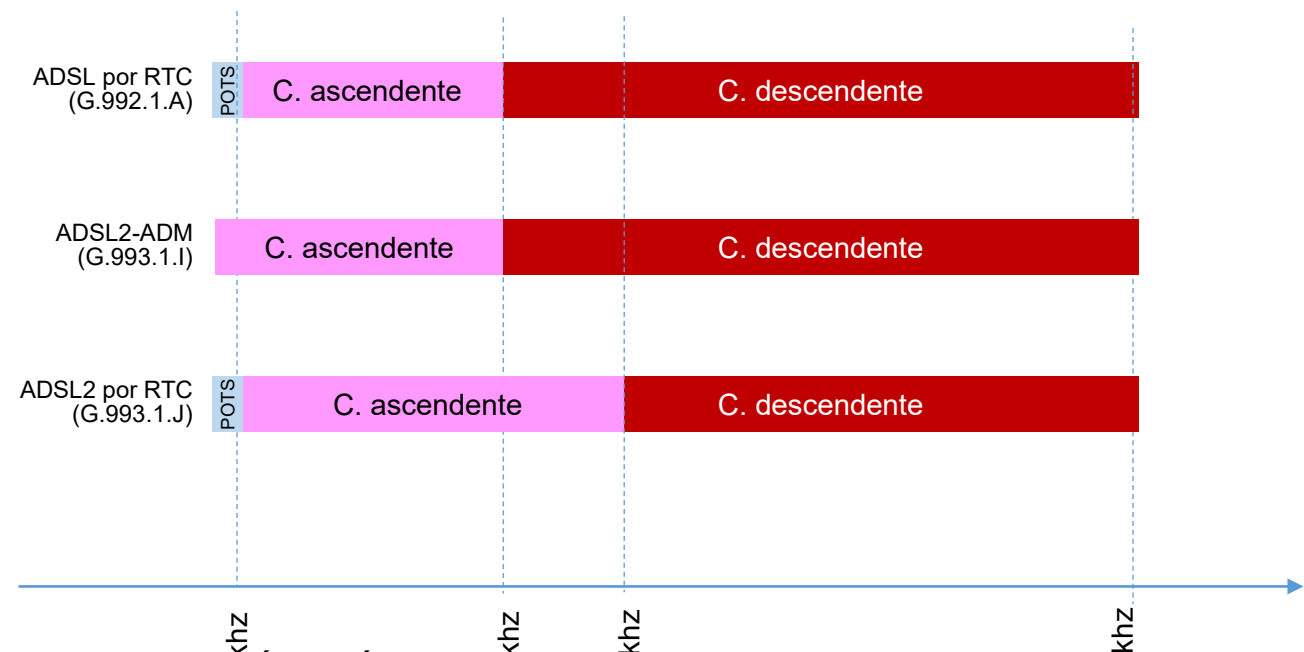 ADSL por RTC
(G.992.1.A)
POTS
C. ascendente
C. descendente
ADSL2-ADM
(G.993.1.I)
C. ascendente
C. descendente
ADSL2 por RTC
(G.993.1.J)
POTS
C. ascendente
C. descendente
khz
khz
khz
khz